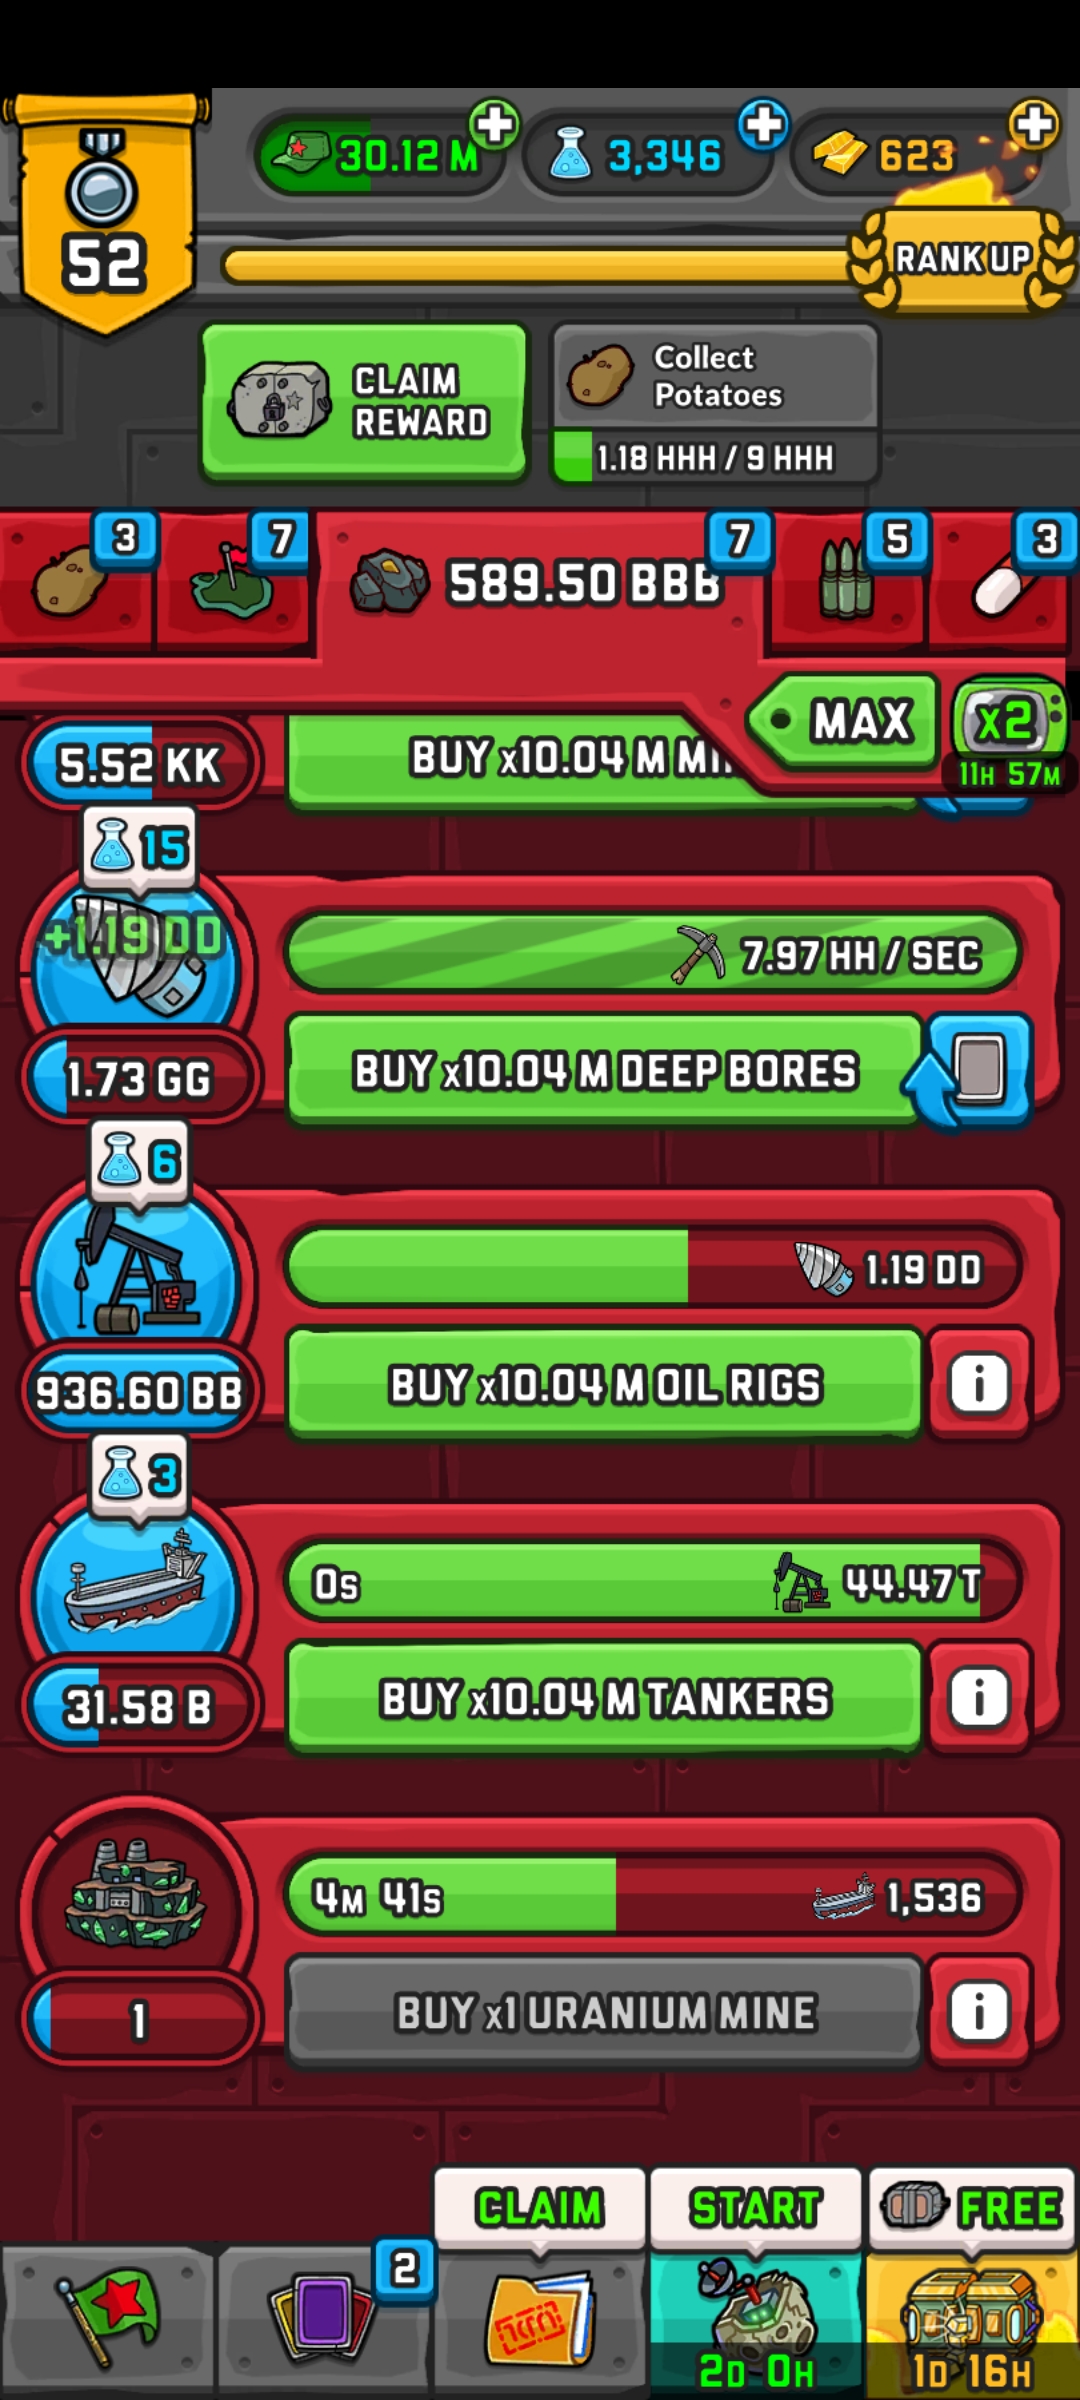 30.12 M
3,346
623
52
RANK UP
CLAIM
REWARD
Collect
Potatoes
1.18 HHH / 9 HHH
3
7
589.50 BBB
7
5
3
MAX
x2
11H 57M
5.52 KK
BUY x10.04 M
15
+1.19 DD
7.97 HH / SEC
1.73 GG
BUY x10.04 M DEEP BORES
6
1.19 DD
936.60 BB
BUY x10.04 M OIL RIGS
i
3
0s
44.47 T
31.58 B
BUY x10.04 M TANKERS
i
4M 41s
1,536
1
BUY x1 URANIUM MINE
i
CLAIM
START
FREE
2
2D 0H
1D 16H